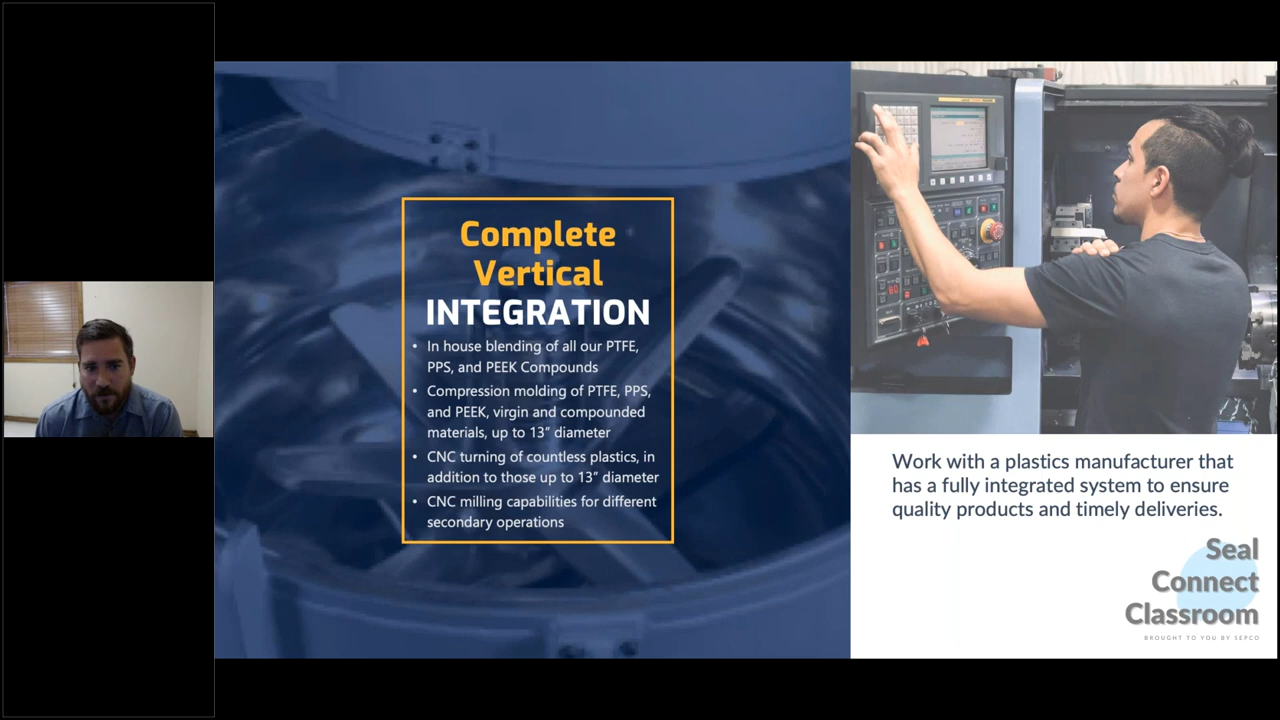 Complete
Vertical
INTEGRATION
• In house blending of all our PTFE,
PPS, and PEEK Compounds
• Compression molding of PTFE, PPS,
and PEEK, virgin and compounded
materials, up to 13” diameter
• CNC turning of countless plastics, in
addition to those up to 13” diameter
• CNC milling capabilities for different
secondary operations
Work with a plastics manufacturer that
has a fully integrated system to ensure
quality products and timely deliveries.
Seal
Connect
Classroom
BROUGHT TO YOU BY SEPCO